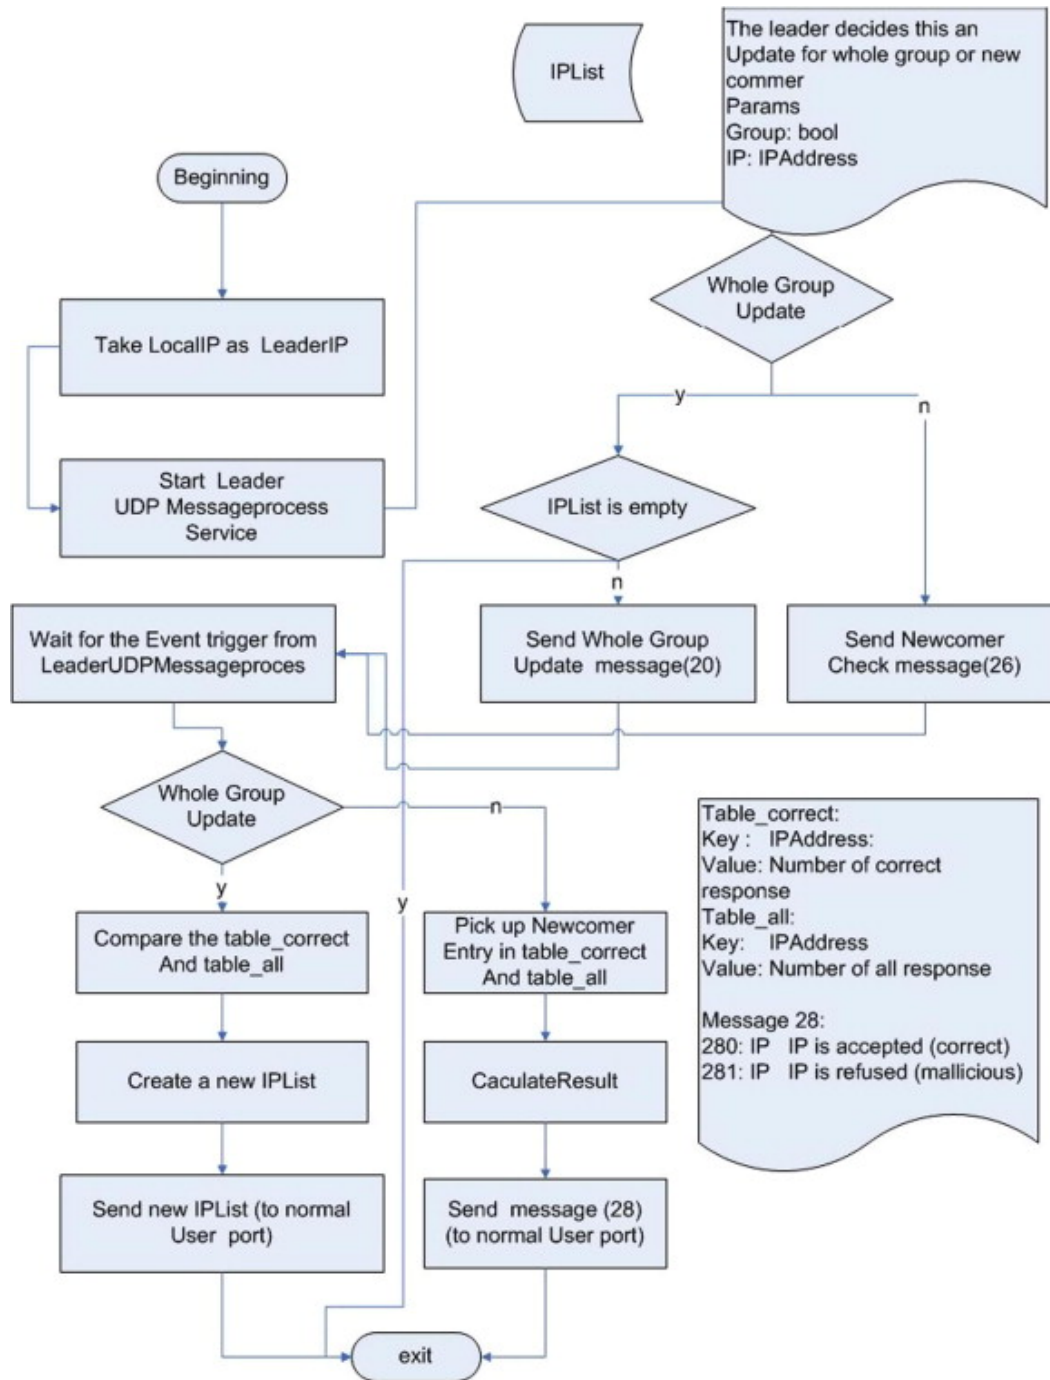 IPList
The leader decides this an
Update for whole group or new
commer
Params
Group: bool
IP: IPAddress
Beginning
Whole Group
Update
Take LocalIP as LeaderIP
y
n
Start Leader
UDP Messageprocess
Service
IPList is empty
n
Wait for the Event trigger from
LeaderUDPMessageproces
Send Whole Group
Update message(20)
Send Newcomer
Check message(26)
Whole Group
Update
n
y
y
Table_correct:
Key : IPAddress:
Value: Number of correct
response
Table_all:
Key: IPAddress
Value: Number of all response
Message 28:
280: IP IP is accepted (correct)
281: IP IP is refused (mallicious)
Compare the table_correct
And table_all
Pick up Newcomer
Entry in table_correct
And table_all
Create a new IPList
CaculateResult
Send new IPList (to normal
User port)
Send message (28)
(to normal User port)
exit